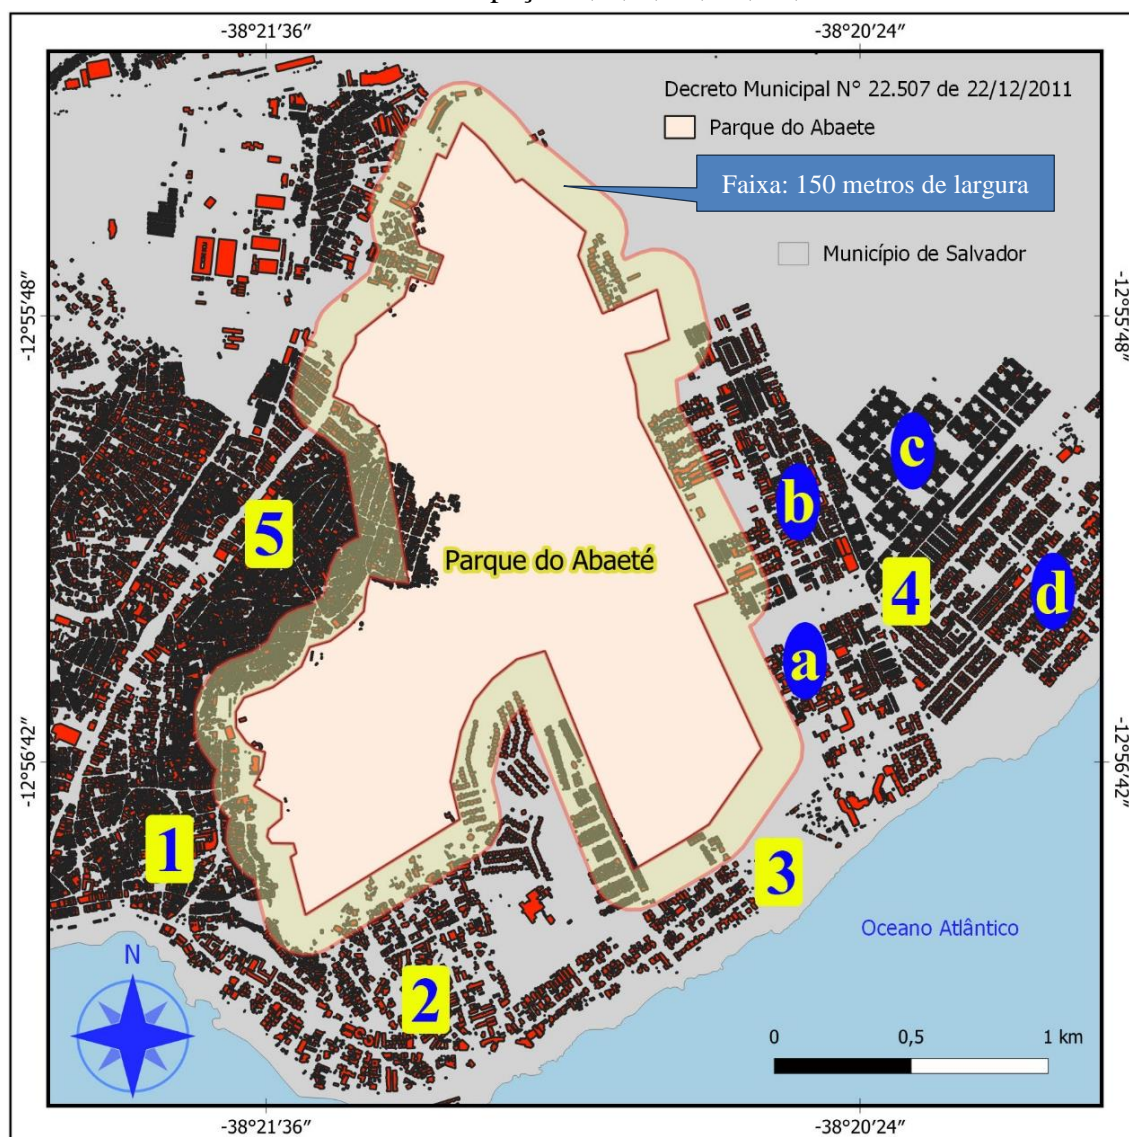 -38°21′36″
-38°20′24″
Decreto Municipal N° 22.507 de 22/12/2011
Parque do Abaete
Faixa: 150 metros de largura
Município de Salvador
-12°55′48″
-12°55′48″
c
b
5
Parque do Abaeté
4
d
a
-12°56′42″
-12°56′42″
1
3
Oceano Atlântico
N
2
0
0,5
1 km
-38°21′36″
-38°20′24″